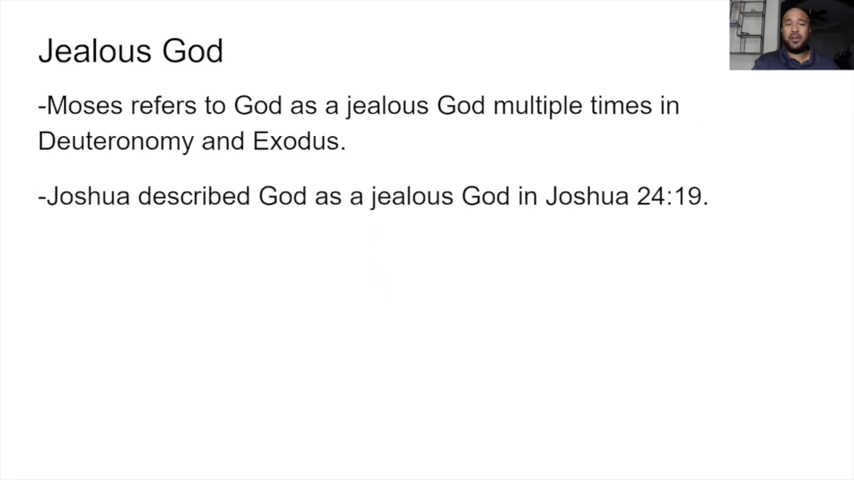 Jealous God
-Moses refers to God as a jealous God multiple times in
Deuteronomy and Exodus.
-Joshua described God as a jealous God in Joshua 24:19.